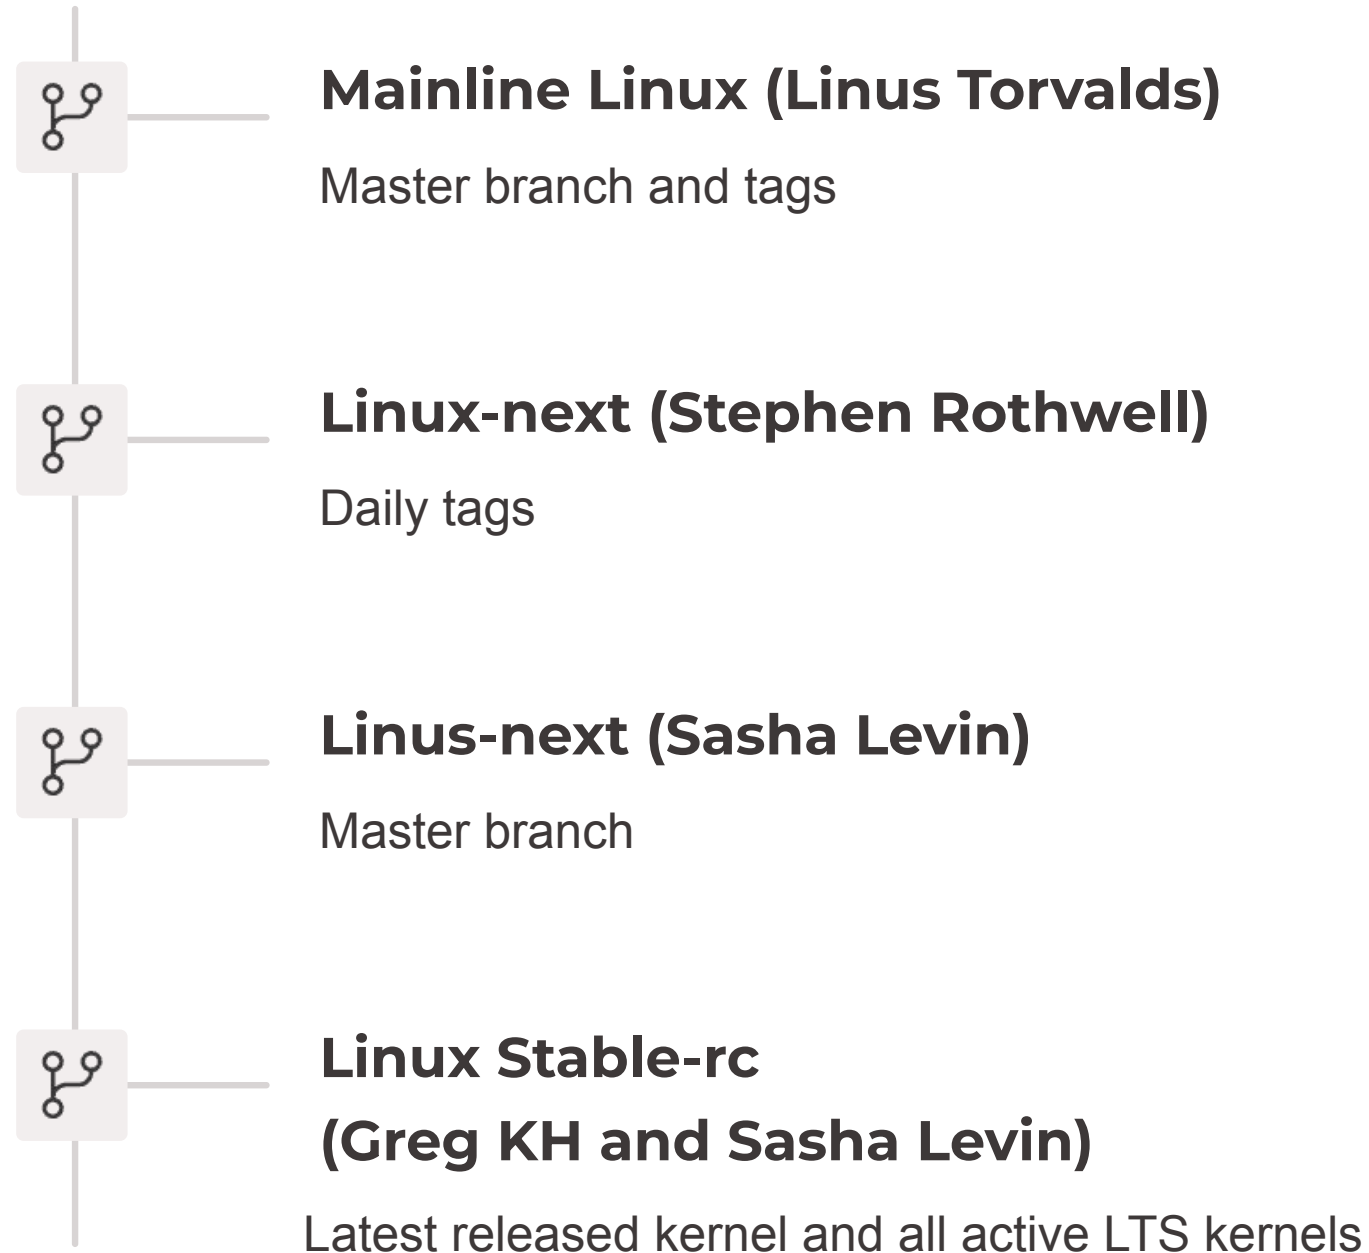 Mainline Linux (Linus Torvalds)
Master branch and tags
Linux-next (Stephen Rothwell)
Daily tags
Linus-next (Sasha Levin)
Master branch
Linux Stable-rc
(Greg KH and Sasha Levin)
Latest released kernel and all active LTS kernels